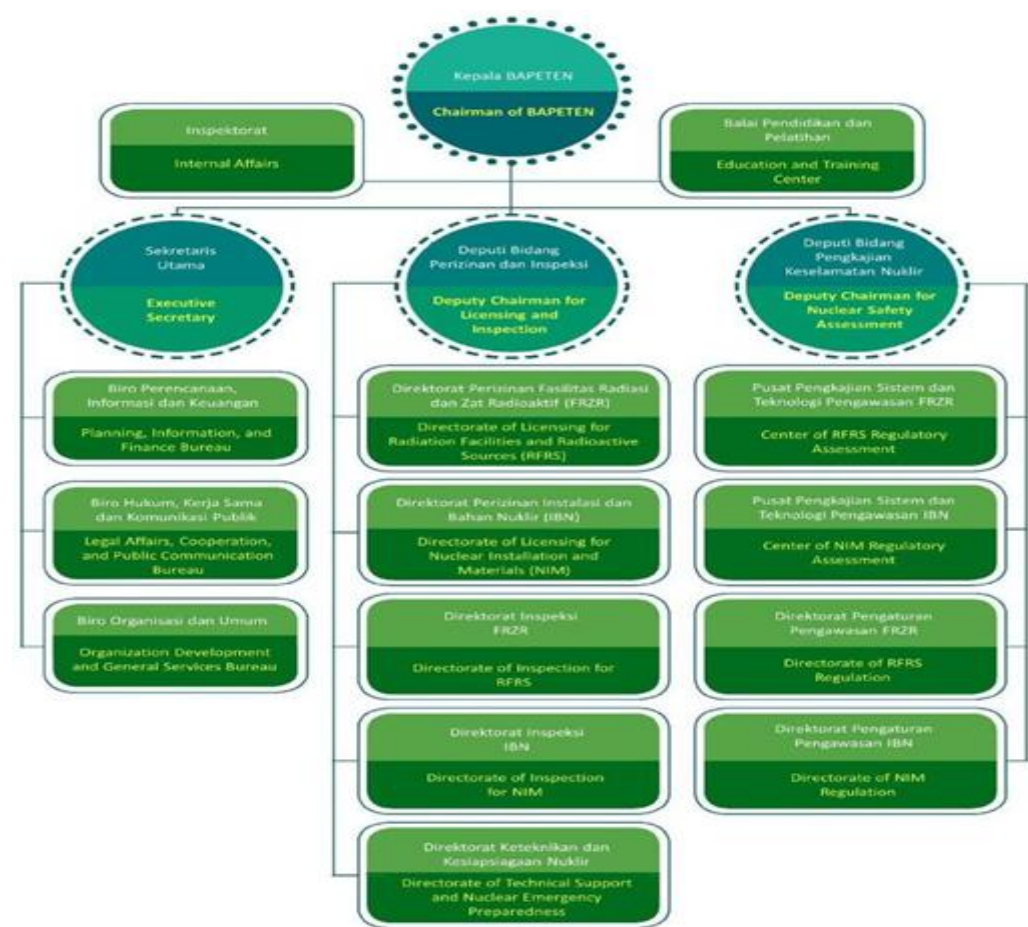 Kepala BAPETEN
Chairman of BAPETEN
Inspektorat
Internal Affairs
Balai Pendidikan dan
Pelatihan
Education and Training
Center
Sekretaris
Utama
Executive
Secretary
Deputi Bidang
Perizinan dan Inspeksi
Deputy Chairman for
Licensing and
Inspection
Deputi Bidang
Pengkajian
Keselamatan Nuklir
Deputy Chairman for
Nuclear Safety
Assessment
Biro Perencanaan,
Informasi dan Keuangan
Planning, Information, and
Finance Bureau
Biro Hukum, Kerja Sama
dan Komunikasi Publik
Legal Affairs, Cooperation,
and Public Communication
Bureau
Biro Organisasi dan Umum
Organization Development
and General Services Bureau
Direktorat Perizinan Fasilitas Radiasi
dan Zat Radioaktif (FRZR)
Directorate of Licensing for
Radiation Facilities and Radioactive
Sources (RFRS)
Direktorat Perizinan Instalasi dan
Bahan Nuklir (IBN)
Directorate of Licensing for
Nuclear Installation and
Materials (NIM)
Direktorat Inspeksi
FRZR
Directorate of Inspection for
RFRS
Direktorat Inspeksi
IBN
Directorate of Inspection
for NIM
Direktorat Keteknikan dan
Kesiapsiagaan Nuklir
Directorate of Technical Support
and Nuclear Emergency
Preparedness
Pusat Pengkajian Sistem dan
Teknologi Pengawasan FRZR
Center of RFRS Regulatory
Assessment
Pusat Pengkajian Sistem dan
Teknologi Pengawasan IBN
Center of NIM Regulatory
Assessment
Direktorat Pengaturan
Pengawasan FRZR
Directorate of RFRS
Regulation
Direktorat Pengaturan
Pengawasan IBN
Directorate of NIM
Regulation